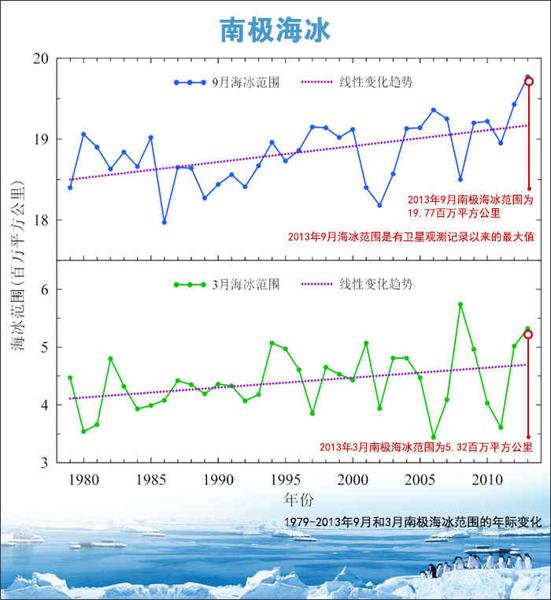 南极海冰
20
9月海冰范围
线性变化趋势
19
2013年9月南极海冰范围为
19.77百万平方公里
18
2013年9月海冰范围是有卫星观测记录以来的最大值
海冰范围(百万平方公里)
3月海冰范围
线性变化趋势
6
5
4
2013年3月南极海冰范围为5.32百万平方公里
3
1980
1985
1990
1995
2000
2005
2010
年份
1979-2013年9月和3月南极海冰范围的年际变化